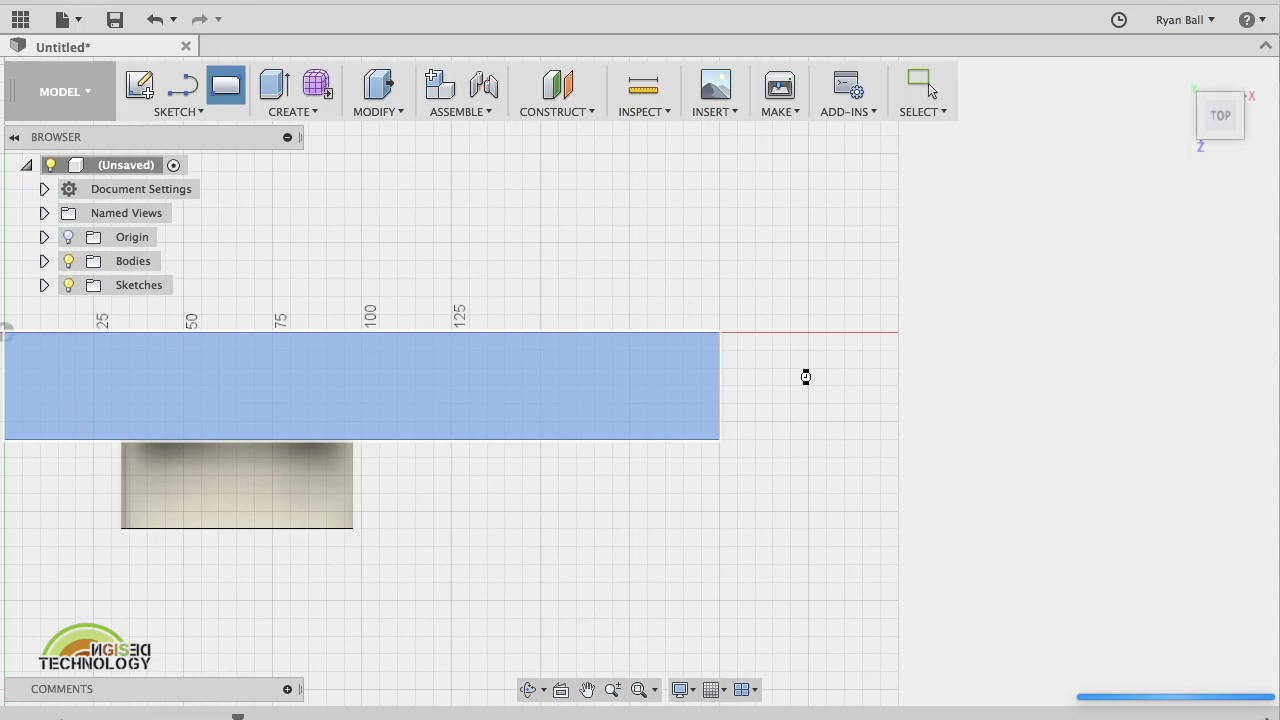 Ryan Ball
Untitled*
MODEL
SKETCH
CREATE
MODIFY
ASSEMBLE
CONSTRUCT
INSPECT
INSERT
MAKE
ADD-INS
SELECT
TOP
X
Y
Z
BROWSER
(Unsaved)
Document Settings
Named Views
Origin
Bodies
Sketches
25
50
75
100
125
DESIGN
TECHNOLOGY
COMMENTS